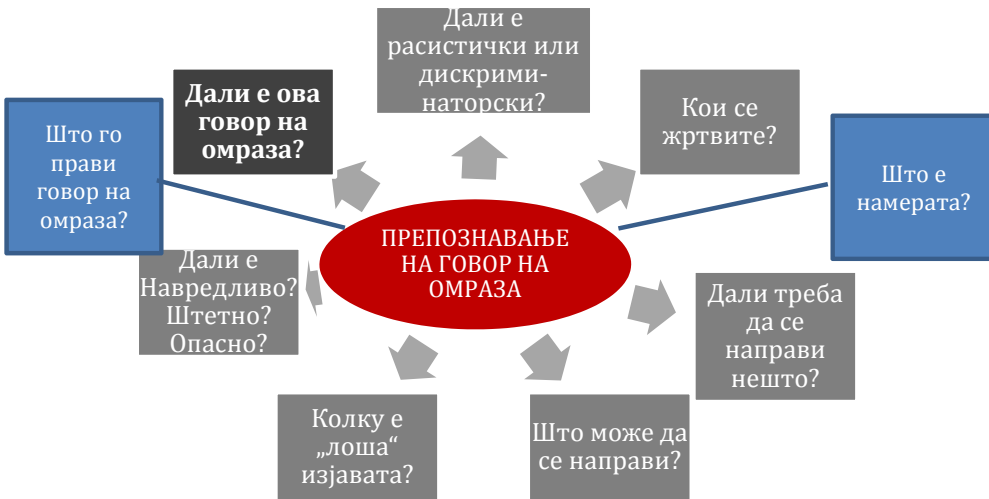 Дали е
расистички или
дискрими-
наторски?
Дали е ова
говор на
омраза?
Кои се
жртвите?
Што го
прави
говор на
омраза?
Што е
намерата?
ПРЕПОЗНАВАЊЕ
НА ГОВОР НА
ОМРАЗА
Дали е
Навредливо?
Штетно?
Опасно?
Дали треба
да се
направи
нешто?
Колку е
„лоша“
изјавата?
Што може да
се направи?